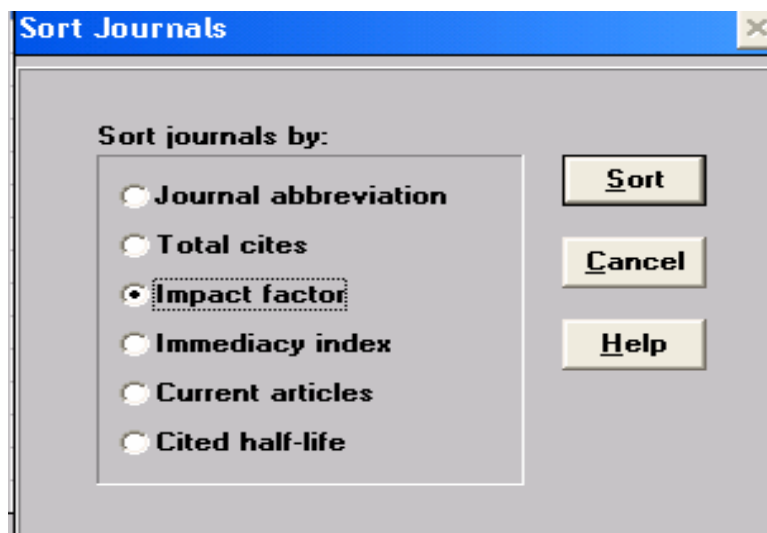 Sort Journals
Sort journals by:
Journal abbreviation
Total cites
Impact factor
Immediacy index
Current articles
Cited half-life
Sort
Cancel
Help